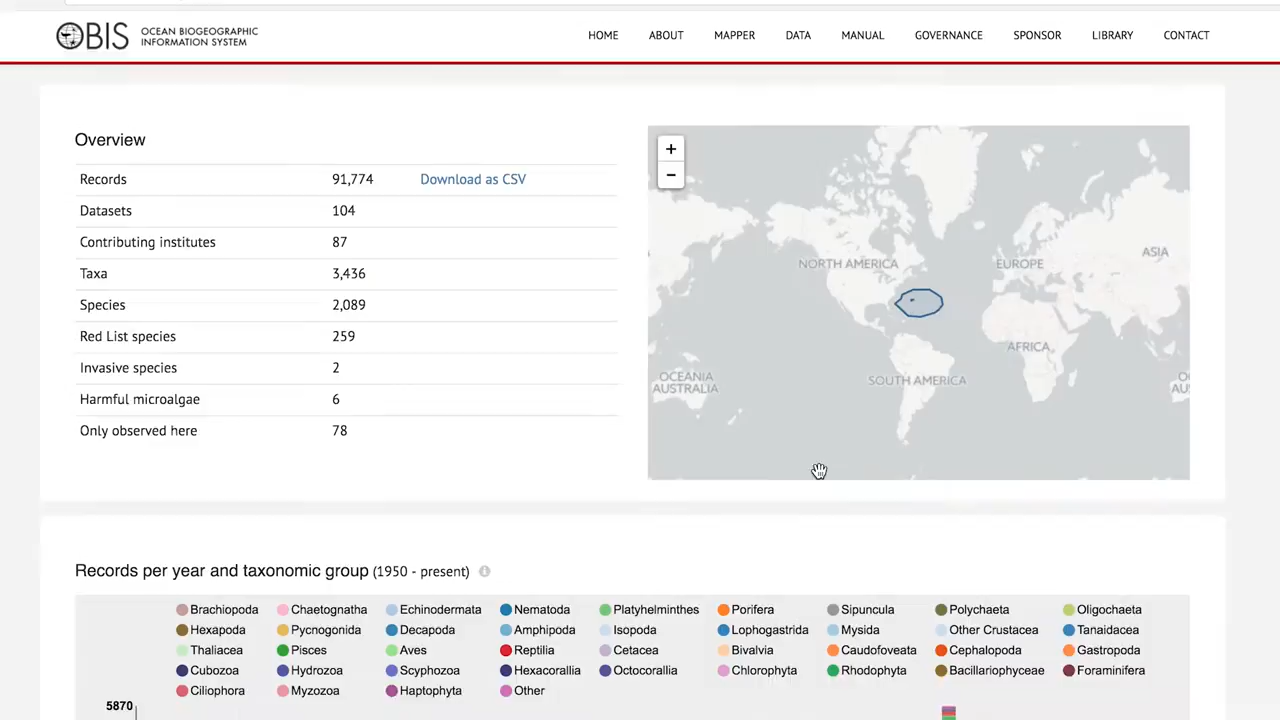 OBIS OCEAN BIOGEOGRAPHIC
INFORMATION SYSTEM
HOME ABOUT MAPPER DATA MANUAL GOVERNANCE SPONSOR LIBRARY CONTACT
Overview
Records 91,774 Download as CSV
Datasets 104
Contributing institutes 87
Taxa 3,436
Species 2,089
Red List species 259
Invasive species 2
Harmful microalgae 6
Only observed here 78
+
−
NORTH AMERICA
EUROPE
ASIA
AFRICA
SOUTH AMERICA
OCEANIA
AUSTRALIA
OC
AU
Records per year and taxonomic group (1950 - present)
Brachiopoda Chaetognatha Echinodermata Nematoda Platyhelminthes Porifera Sipuncula Polychaeta Oligochaeta
Hexapoda Pycnogonida Decapoda Amphipoda Isopoda Lophogastrida Mysida Other Crustacea Tanaidacea
Thaliacea Pisces Aves Reptilia Cetacea Bivalvia Caudofoveata Cephalopoda Gastropoda
Cubozoa Hydrozoa Scyphozoa Hexacorallia Octocorallia Chlorophyta Rhodophyta Bacillariophyceae Foraminifera
Ciliophora Myzozoa Haptophyta Other
5870